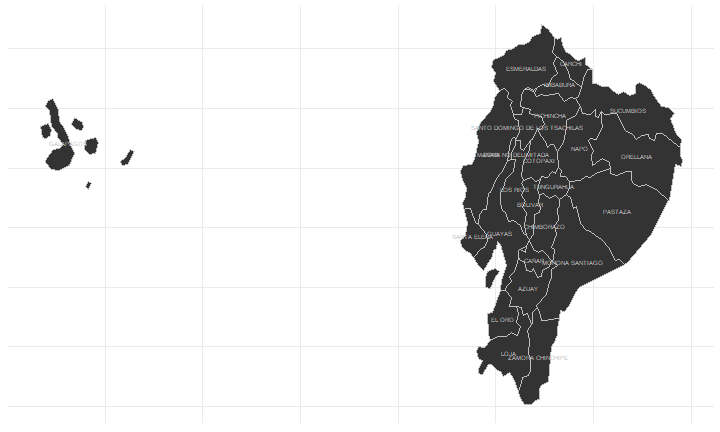 CARCHI
ESMERALDAS
IMBABURA
SUCUMBIOS
PICHINCHA
SANTO DOMINGO DE LOS TSACHILAS
GALAPAGOS
NAPO
ZONA NO DELIMITADA
MANABI
ORELLANA
COTOPAXI
TUNGURAHUA
LOS RIOS
BOLIVAR
PASTAZA
CHIMBORAZO
GUAYAS
SANTA ELENA
CAÑAR
MORONA SANTIAGO
AZUAY
EL ORO
LOJA
ZAMORA CHINCHIPE